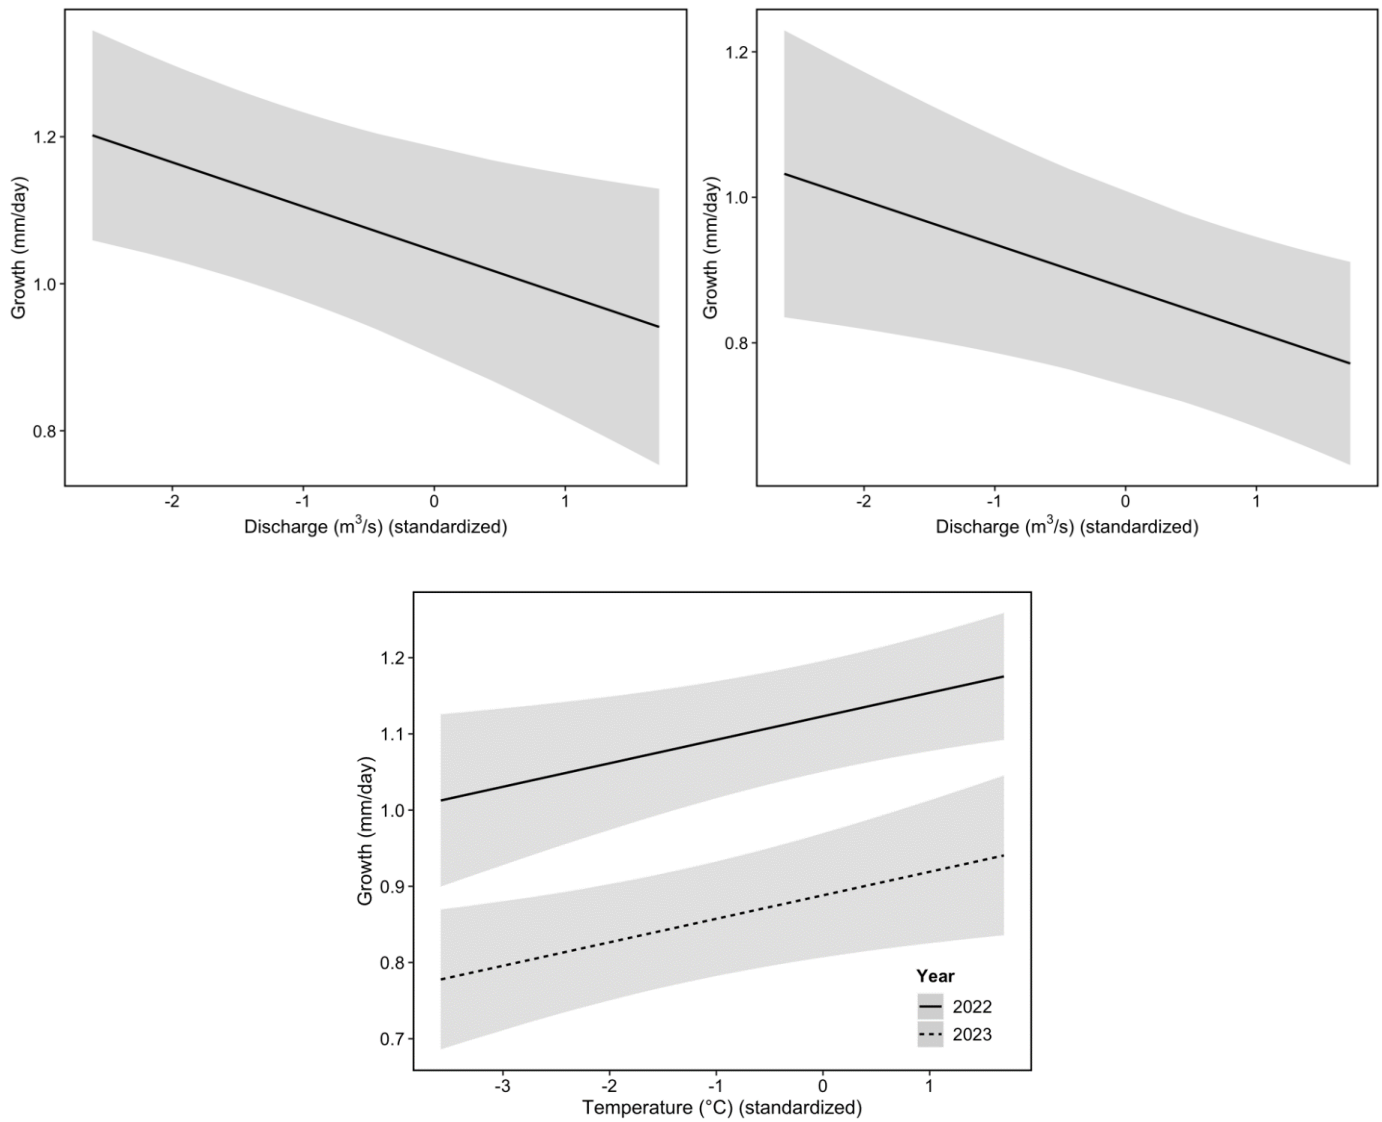 1.2
1.0
0.8
Growth (mm/day)
-2 -1 0 1
Discharge (m³/s) (standardized)
1.2
1.0
0.8
Growth (mm/day)
-2 -1 0 1
Discharge (m³/s) (standardized)
1.2
1.1
1.0
0.9
0.8
0.7
Growth (mm/day)
Year
2022
2023
-3 -2 -1 0 1
Temperature (°C) (standardized)